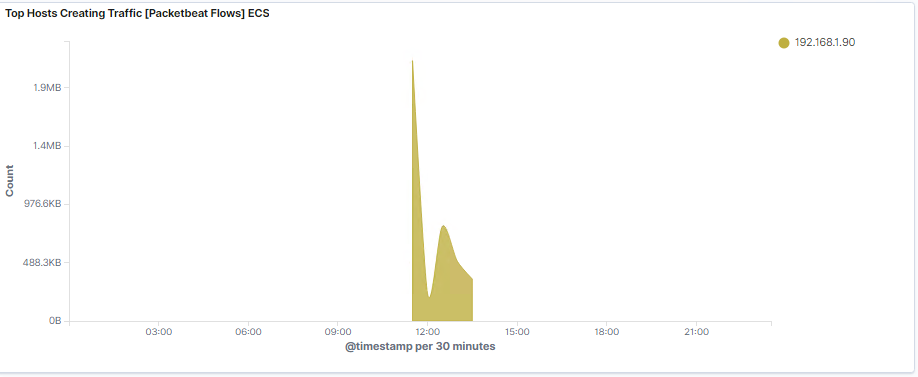 Top Hosts Creating Traffic [Packetbeat Flows] ECS
192.168.1.90
1.9MB
1.4MB
976.6KB
488.3KB
0B
Count
03:00 06:00 09:00 12:00 15:00 18:00 21:00
@timestamp per 30 minutes